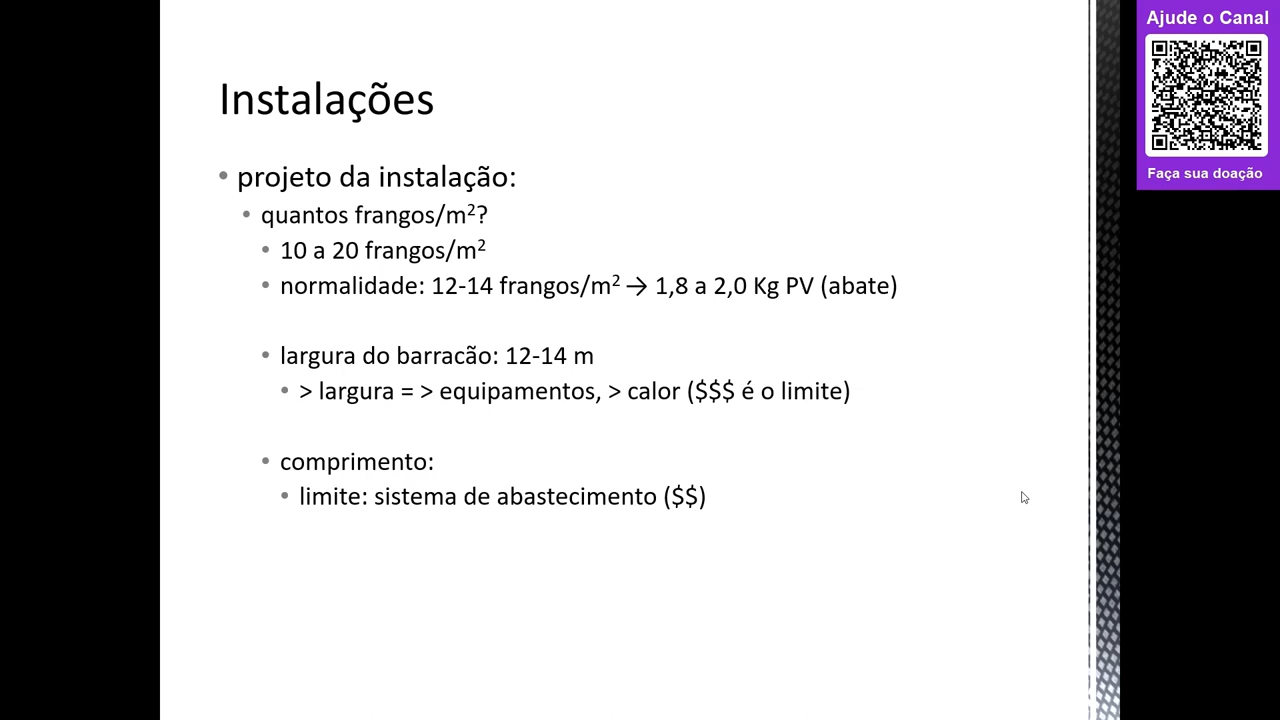 Ajude o Canal
Faça sua doação
Instalações
• projeto da instalação:
• quantos frangos/m²?
• 10 a 20 frangos/m²
• normalidade: 12-14 frangos/m² → 1,8 a 2,0 Kg PV (abate)
• largura do barracão: 12-14 m
• > largura = > equipamentos, > calor ($$$ é o limite)
• comprimento:
• limite: sistema de abastecimento ($$)